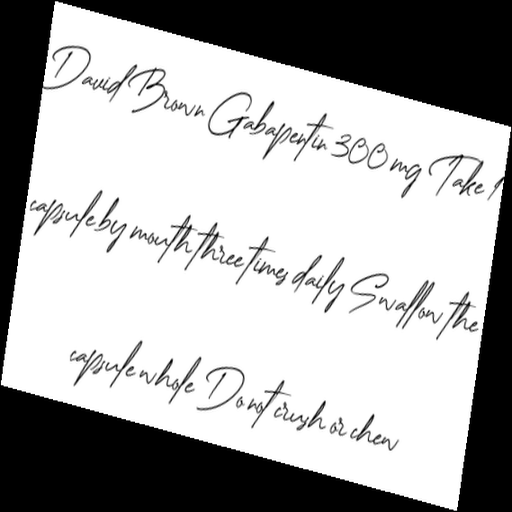 David Brown Gabapentin 300 mg Take 1
capsule by mouth three times daily Swallow the
capsule whole Do not crush or chew